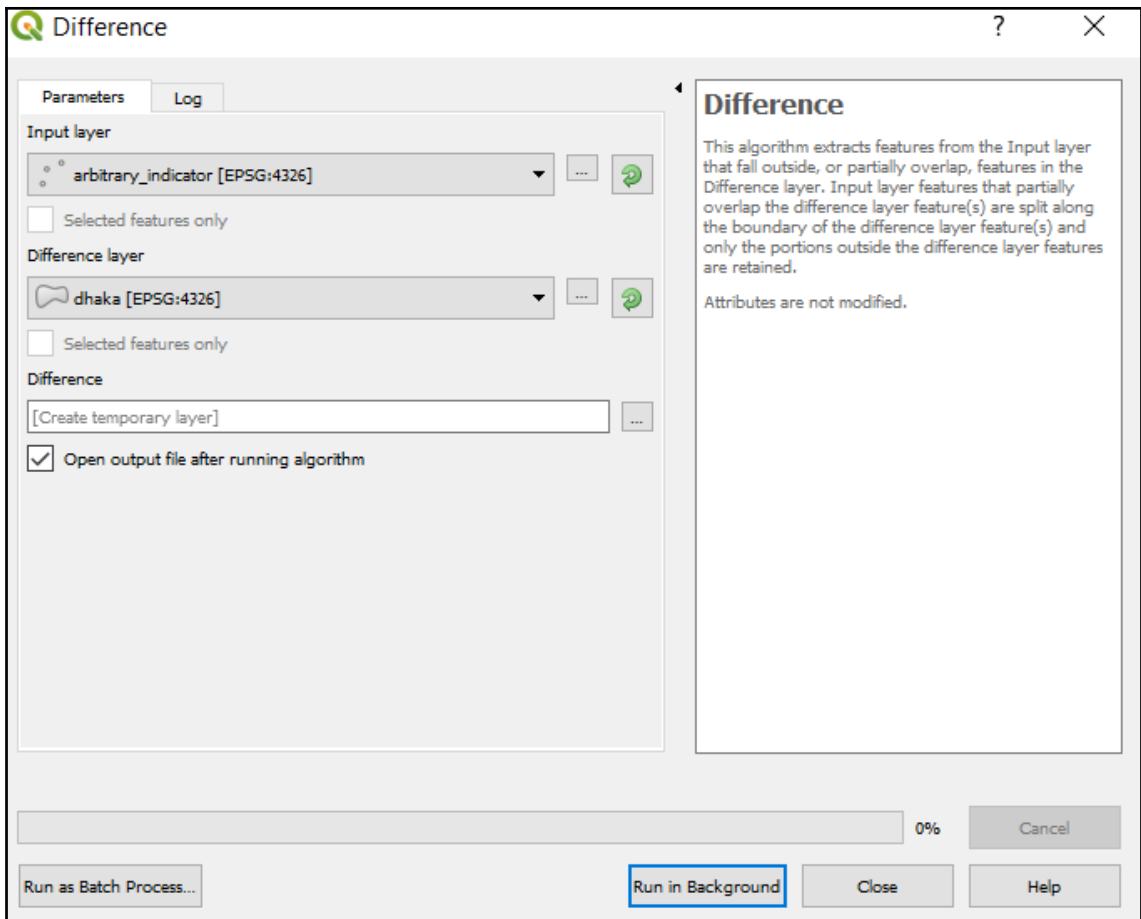 Difference
?
Parameters
Log
Input layer
arbitrary_indicator [EPSG:4326]
...
Selected features only
Difference layer
dhaka [EPSG:4326]
...
Selected features only
Difference
[Create temporary layer]
...
Open output file after running algorithm
Difference
This algorithm extracts features from the Input layer
that fall outside, or partially overlap, features in the
Difference layer. Input layer features that partially
overlap the difference layer feature(s) are split along
the boundary of the difference layer feature(s) and
only the portions outside the difference layer features
are retained.
Attributes are not modified.
0%
Cancel
Run as Batch Process...
Run in Background
Close
Help